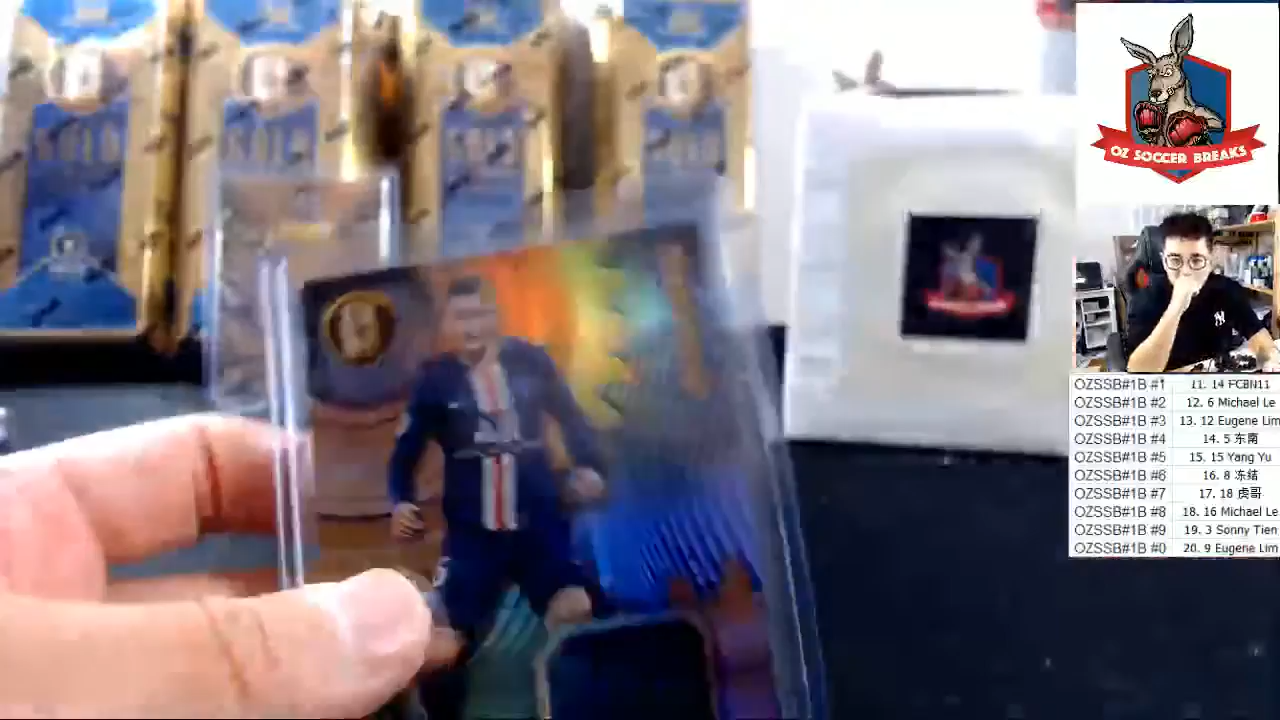 OZ SOCCER BREAKS
OZSSB#1B #1 11. 14 FCBN11
OZSSB#1B #2 12. 6 Michael Le
OZSSB#1B #3 13. 12 Eugene Lim
OZSSB#1B #4 14. 5 东南
OZSSB#1B #5 15. 15 Yang Yu
OZSSB#1B #6 16. 8 冻结
OZSSB#1B #7 17. 18 虎哥
OZSSB#1B #8 18. 16 Michael Le
OZSSB#1B #9 19. 3 Sonny Tien
OZSSB#1B #0 20. 9 Eugene Lim